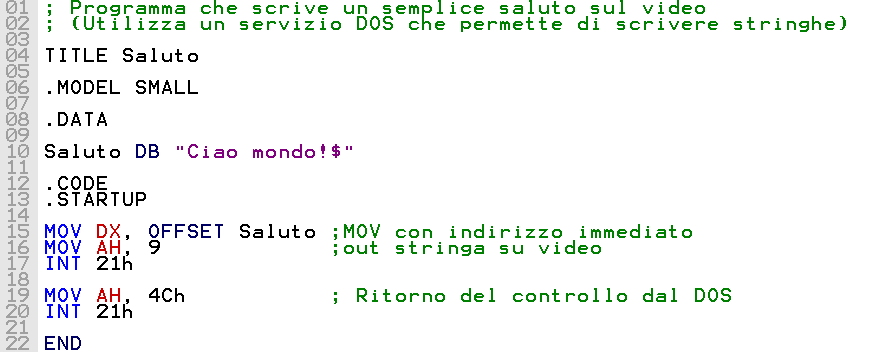 01 ; Programma che scrive un semplice saluto sul video
02 ; (Utilizza un servizio DOS che permette di scrivere stringhe)
03
04 TITLE Saluto
05
06 .MODEL SMALL
07
08 .DATA
09
10 Saluto DB "Ciao mondo!$"
11
12 .CODE
13 .STARTUP
14
15 MOV DX, OFFSET Saluto ;MOV con indirizzo immediato
16 MOV AH, 9 ;out stringa su video
17 INT 21h
18
19 MOV AH, 4Ch ; Ritorno del controllo dal DOS
20 INT 21h
21
22 END